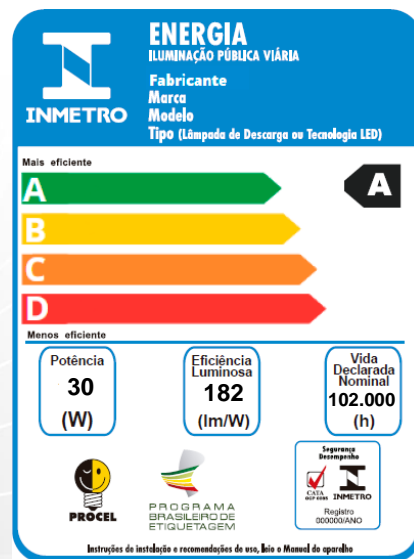 ENERGIA
ILUMINAÇÃO PÚBLICA VIÁRIA
INMETRO
Fabricante
Marca
Modelo
Tipo (Lâmpada de Descarga ou Tecnologia LED)
Mais eficiente
A
A
B
C
D
Menos eficiente
Potência
30
(W)
Eficiência
Luminosa
182
(lm/W)
Vida
Declarada
Nominal
102.000
(h)
PROCEL
PROGRAMA
BRASILEIRO DE
ETIQUETAGEM
Segurança
Desempenho
CATA
INMETRO
Registro
000000/ANO
Instruções de instalação e recomendações de uso, leio o Manual do aparelho